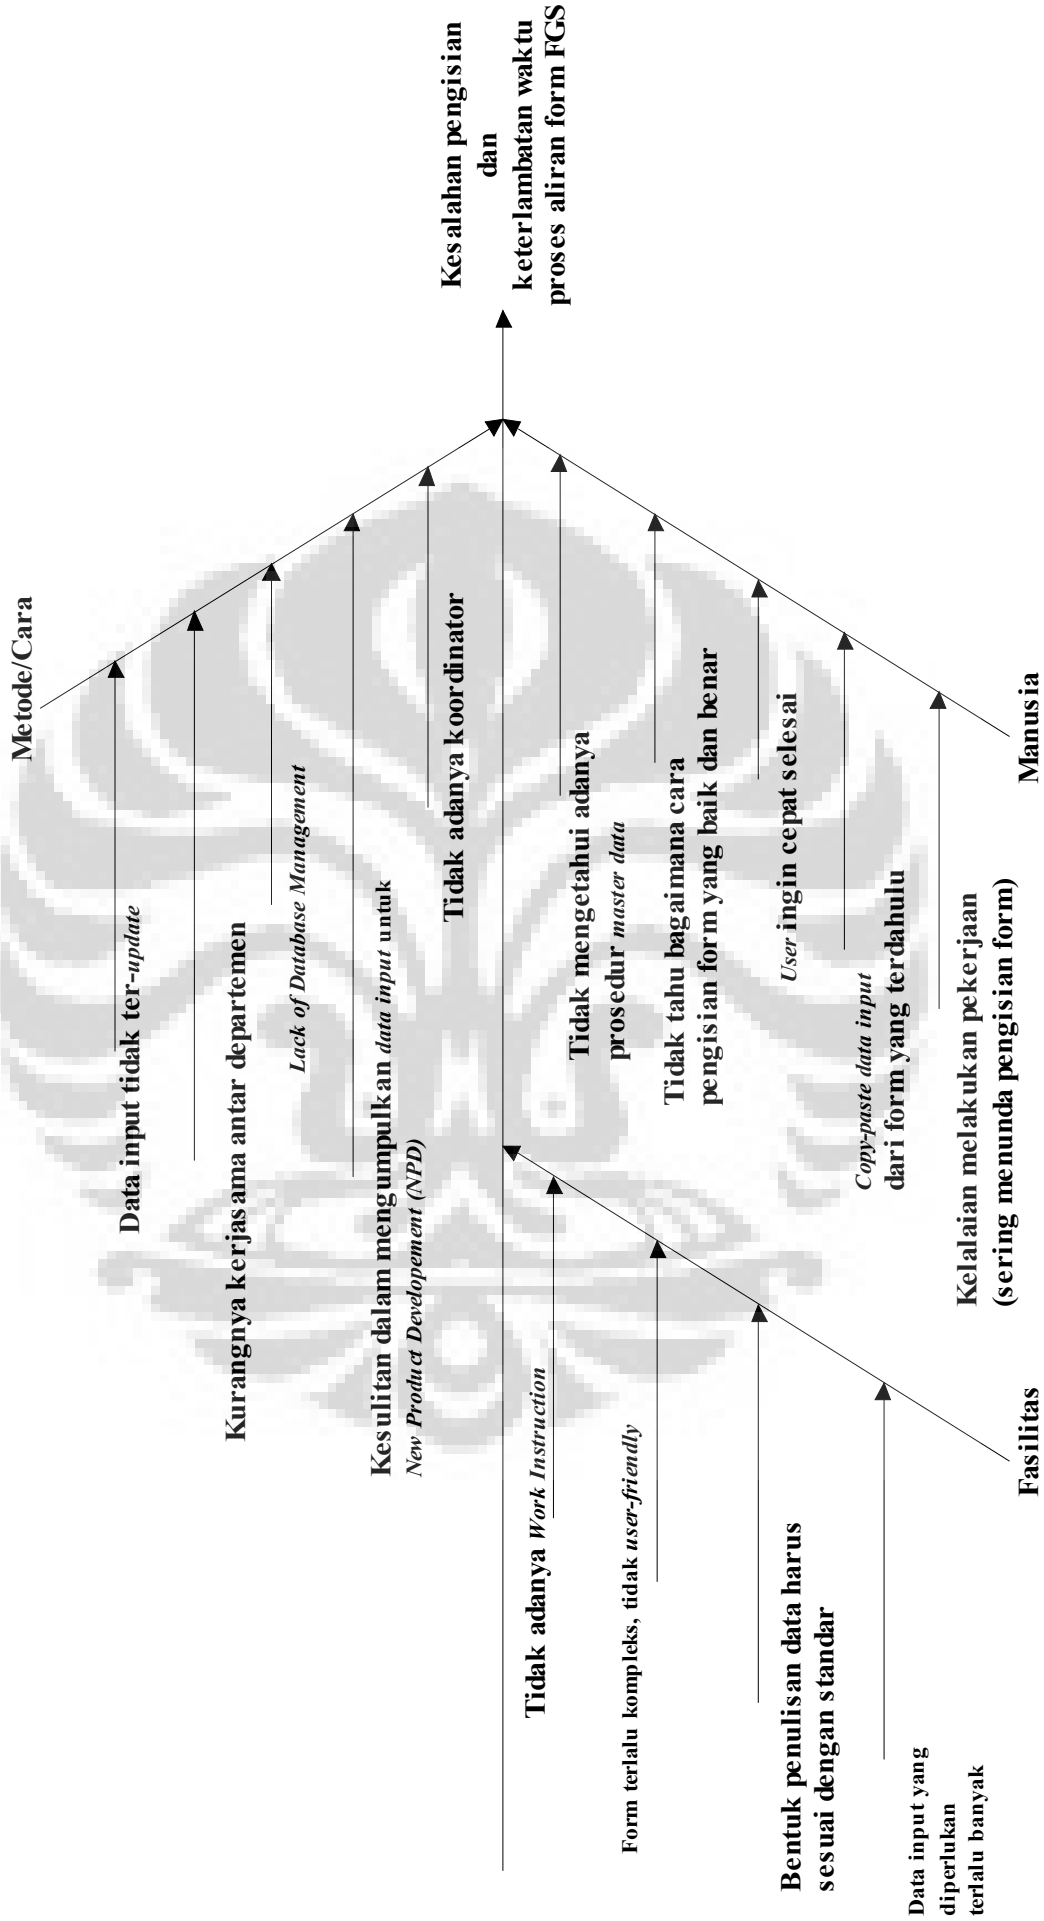 Metode/Cara
Data input tidak ter-update
Kurangnya kerjasama antar departemen
Lack of Database Management
Kesulitan dalam mengumpulkan data input untuk
New Product Developement (NPD)
Tidak adanya koordinator
Kesalahan pengisian
dan
keterlambatan waktu
proses aliran form FGS
Tidak mengetahui adanya
prosedur master data
Tidak tahu bagaimana cara
pengisian form yang baik dan benar
User ingin cepat selesai
Copy-paste data input
dari form yang terdahulu
Kelalaian melakukan pekerjaan
(sering menunda pengisian form)
Manusia
Tidak adanya Work Instruction
Form terlalu kompleks, tidak user-friendly
Bentuk penulisan data harus
sesuai dengan standar
Data input yang
diperlukan
terlalu banyak
Fasilitas